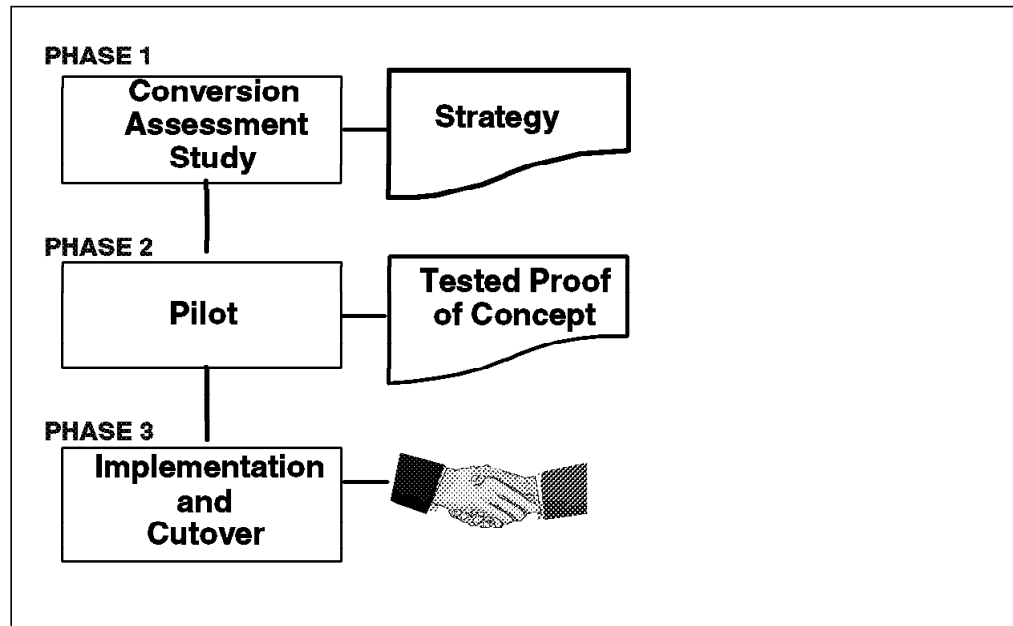 PHASE 1
Conversion
Assessment
Study
Strategy
PHASE 2
Pilot
Tested Proof
of Concept
PHASE 3
Implementation
and
Cutover